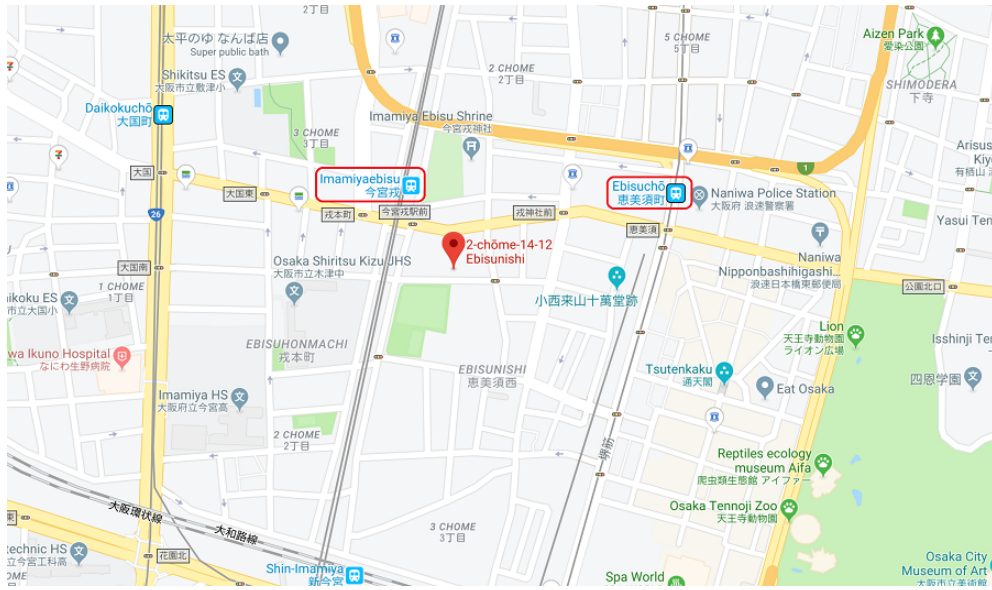 2丁目
太平のゆ なんば店
Super public bath
5 CHOME
5丁目
Aizen Park
愛染公園
2 CHOME
2丁目
Shikitsu ES
大阪市立敷津小
SHIMODERA
下寺
Daikokuchō
大国町
Imamiya Ebisu Shrine
今宮戎神社
3 CHOME
3丁目
1
Arisus
Kiy
有栖山 清
大国
Imamiyaebisu
今宮戎
Ebisuchō
恵美須町
Naniwa Police Station
大阪府 浪速警察署
大国東
26
戎本町
今宮戎駅前
戎神社前
恵美須
Yasui Ten
2-chōme-14-12
Ebisunishi
Osaka Shiritsu Kizu JHS
大阪市立木津中
大国南
Naniwa
Nipponbashihigashi...
浪速日本橋東郵便局
1 CHOME
1丁目
ikoku ES
市立大国小
小西来山十萬堂跡
公園北口
Lion
天王寺動物園
ライオン広場
Isshinji Ter
EBISUHONMACHI
戎本町
wa Ikuno Hospital
なにわ生野病院
EBISUNISHI
恵美須西
Tsutenkaku
通天閣
Eat Osaka
四恩学園
Imamiya HS
大阪府立今宮高
2 CHOME
2丁目
堺筋
Reptiles ecology
museum Aifa
爬虫類生態館 アイファー
Osaka Tennoji Zoo
天王寺動物園
大阪環状線
大和路線
3 CHOME
3丁目
東
technic HS
立今宮工科高
OME
目
花園北
Shin-Imamiya
新今宮
Spa World
Osaka City
Museum of Art
大阪市立美術館